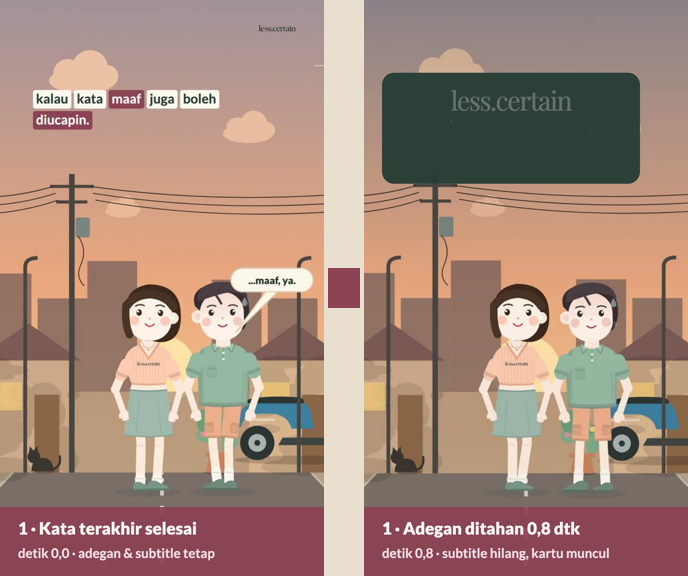 less.certain
kalau kata maaf juga boleh
diucapin.
...maaf, ya.
less.certain
1 · Kata terakhir selesai
detik 0,0 · adegan & subtitle tetap
less.certain
less.certain
1 · Adegan ditahan 0,8 dtk
detik 0,8 · subtitle hilang, kartu muncul